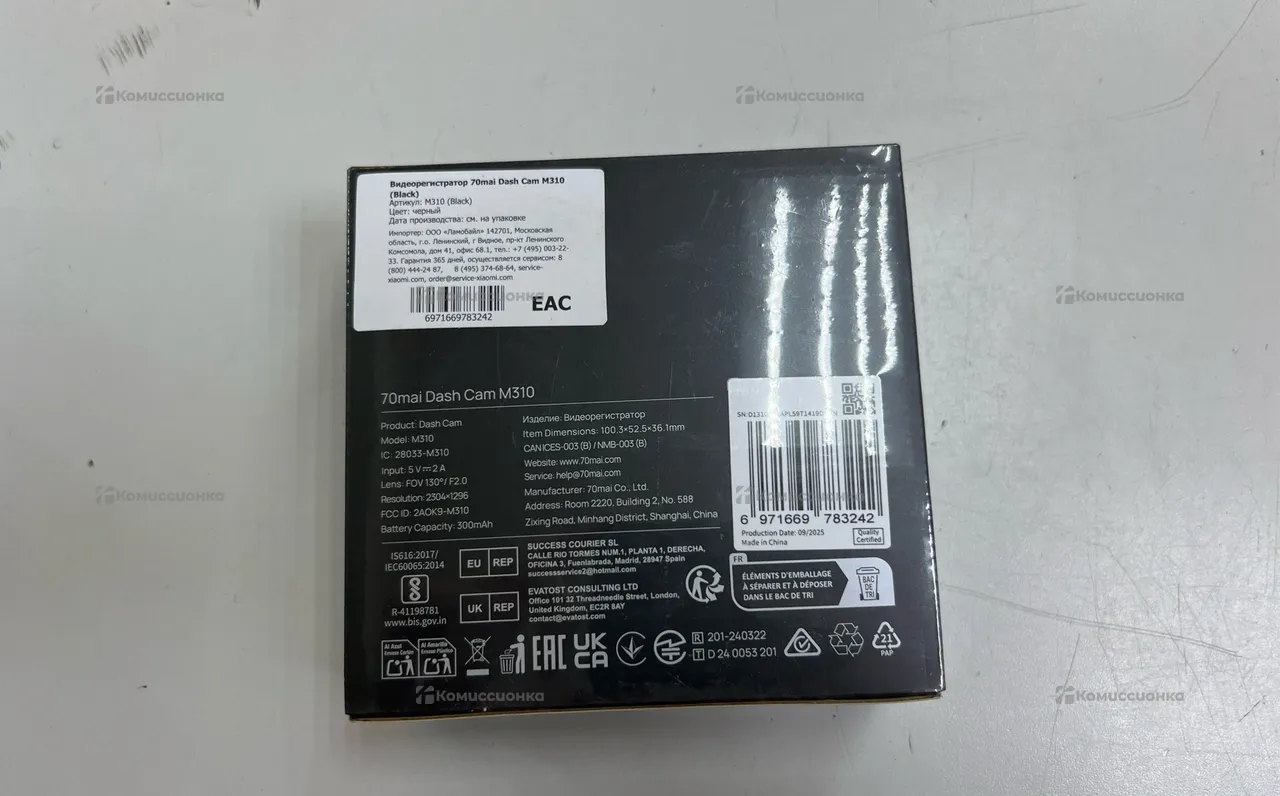 Видеорегистратор 70mai Dash Cam M310
(Black)
Артикул: M310 (Black)
Цвет: черный
Дата производства: см. на упаковке
Импортер: ООО «Ламобайл» 142701, Московская
область, г.о. Ленинский, г Видное, пр-кт Ленинского
Комсомола, дом 41, офис 68.1, тел.: +7 (495) 003-22-
33. Гарантия 365 дней, осуществляется сервисом: 8
(800) 444-24 87, 8 (495) 374-68-64, service-
xiaomi.com, order@service-xiaomi.com
EAC
6971669783242
70mai Dash Cam M310
Product: Dash Cam
Model: M310
IC: 28033-M310
Input: 5 V⎓2 A
Lens: FOV 130°/ F2.0
Resolution: 2304×1296
FCC ID: 2AOK9-M310
Battery Capacity: 300mAh
Изделие: Видеорегистратор
Item Dimensions: 100.3×52.5×36.1mm
CAN ICES-003 (B) / NMB-003 (B)
Website: www.70mai.com
Service: help@70mai.com
Manufacturer: 70mai Co., Ltd.
Address: Room 2220, Building 2, No. 588
Zixing Road, Minhang District, Shanghai, China
6 971669 783242
Production Date: 09/2025
Made in China
Quality
Certified
IS616:2017/
IEC60065:2014
R-41198781
www.bis.gov.in
EU REP
SUCCESS COURIER SL
CALLE RIO TORMES NUM.1, PLANTA 1, DERECHA,
OFICINA 3, Fuenlabrada, Madrid, 28947 Spain
successservice2@hotmail.com
UK REP
EVATOST CONSULTING LTD
Office 101 32 Threadneedle Street, London,
United Kingdom, EC2R 8AY
contact@evatost.com
FR
ÉLÉMENTS D'EMBALLAGE
À SÉPARER ET À DÉPOSER
DANS LE BAC DE TRI
BAC
DE
TRI
Al Azul
Envase Cartón
Al Amarillo
Envase Plástico
EAC
UK
CA
R 201-240322
T D 24 0053 201
21
PAP
Комиссионка
Комиссионка
Комиссионка
Комиссионка
Комиссионка
Комиссионка